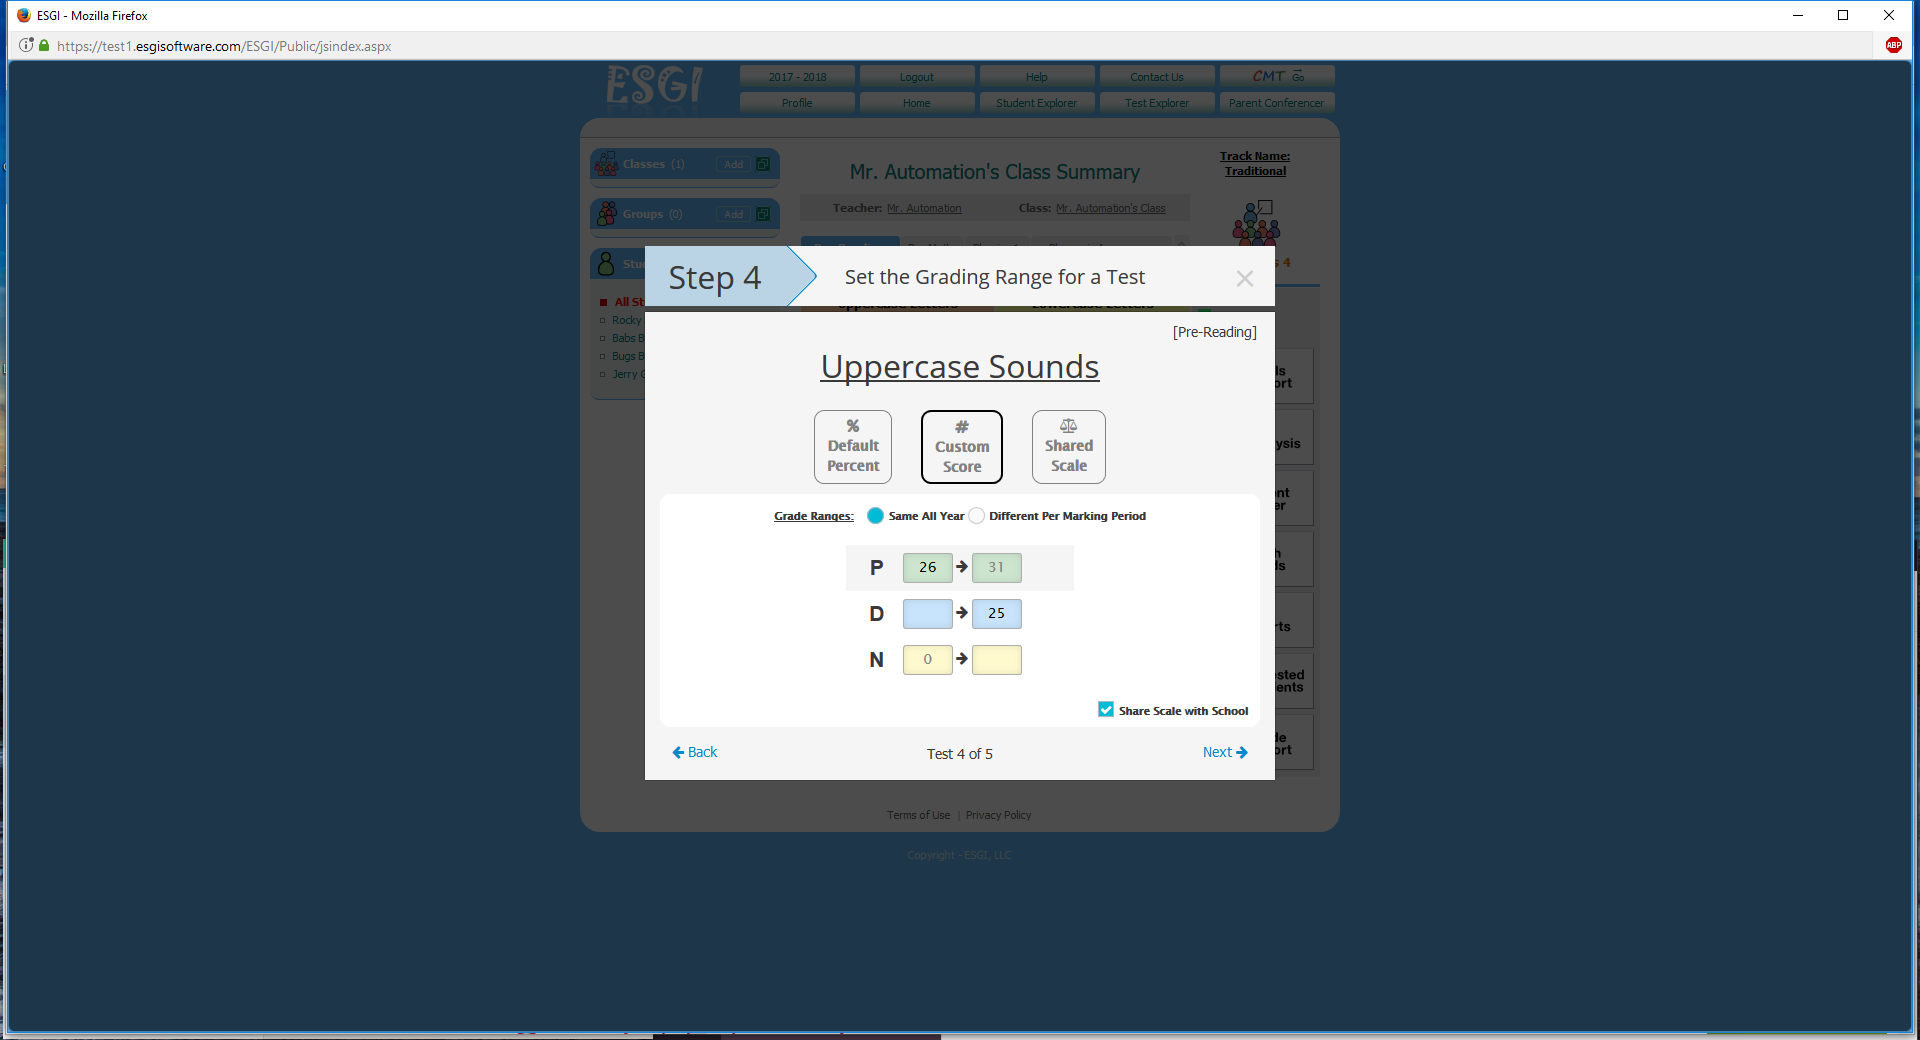 ESGI - Mozilla Firefox
https://test1.esgisoftware.com/ESGI/Public/jsindex.aspx
ABP
ESGI
2017 - 2018
Logout
Help
Contact Us
CMT Go
Profile
Home
Student Explorer
Test Explorer
Parent Conferencer
Classes (1)
Add
Groups (0)
Add
Mr. Automation's Class Summary
Teacher: Mr. Automation
Class: Mr. Automation's Class
Track Name:
Traditional
All St
Rocky
Babs B
Bugs B
Jerry
Step 4
Set the Grading Range for a Test
[Pre-Reading]
Uppercase Sounds
% Default Percent
# Custom Score
Shared Scale
Grade Ranges:
Same All Year
Different Per Marking Period
P 26 31
D 25
N 0
Share Scale with School
Back
Test 4 of 5
Next
Terms of Use | Privacy Policy
Copyright - ESGI, LLC